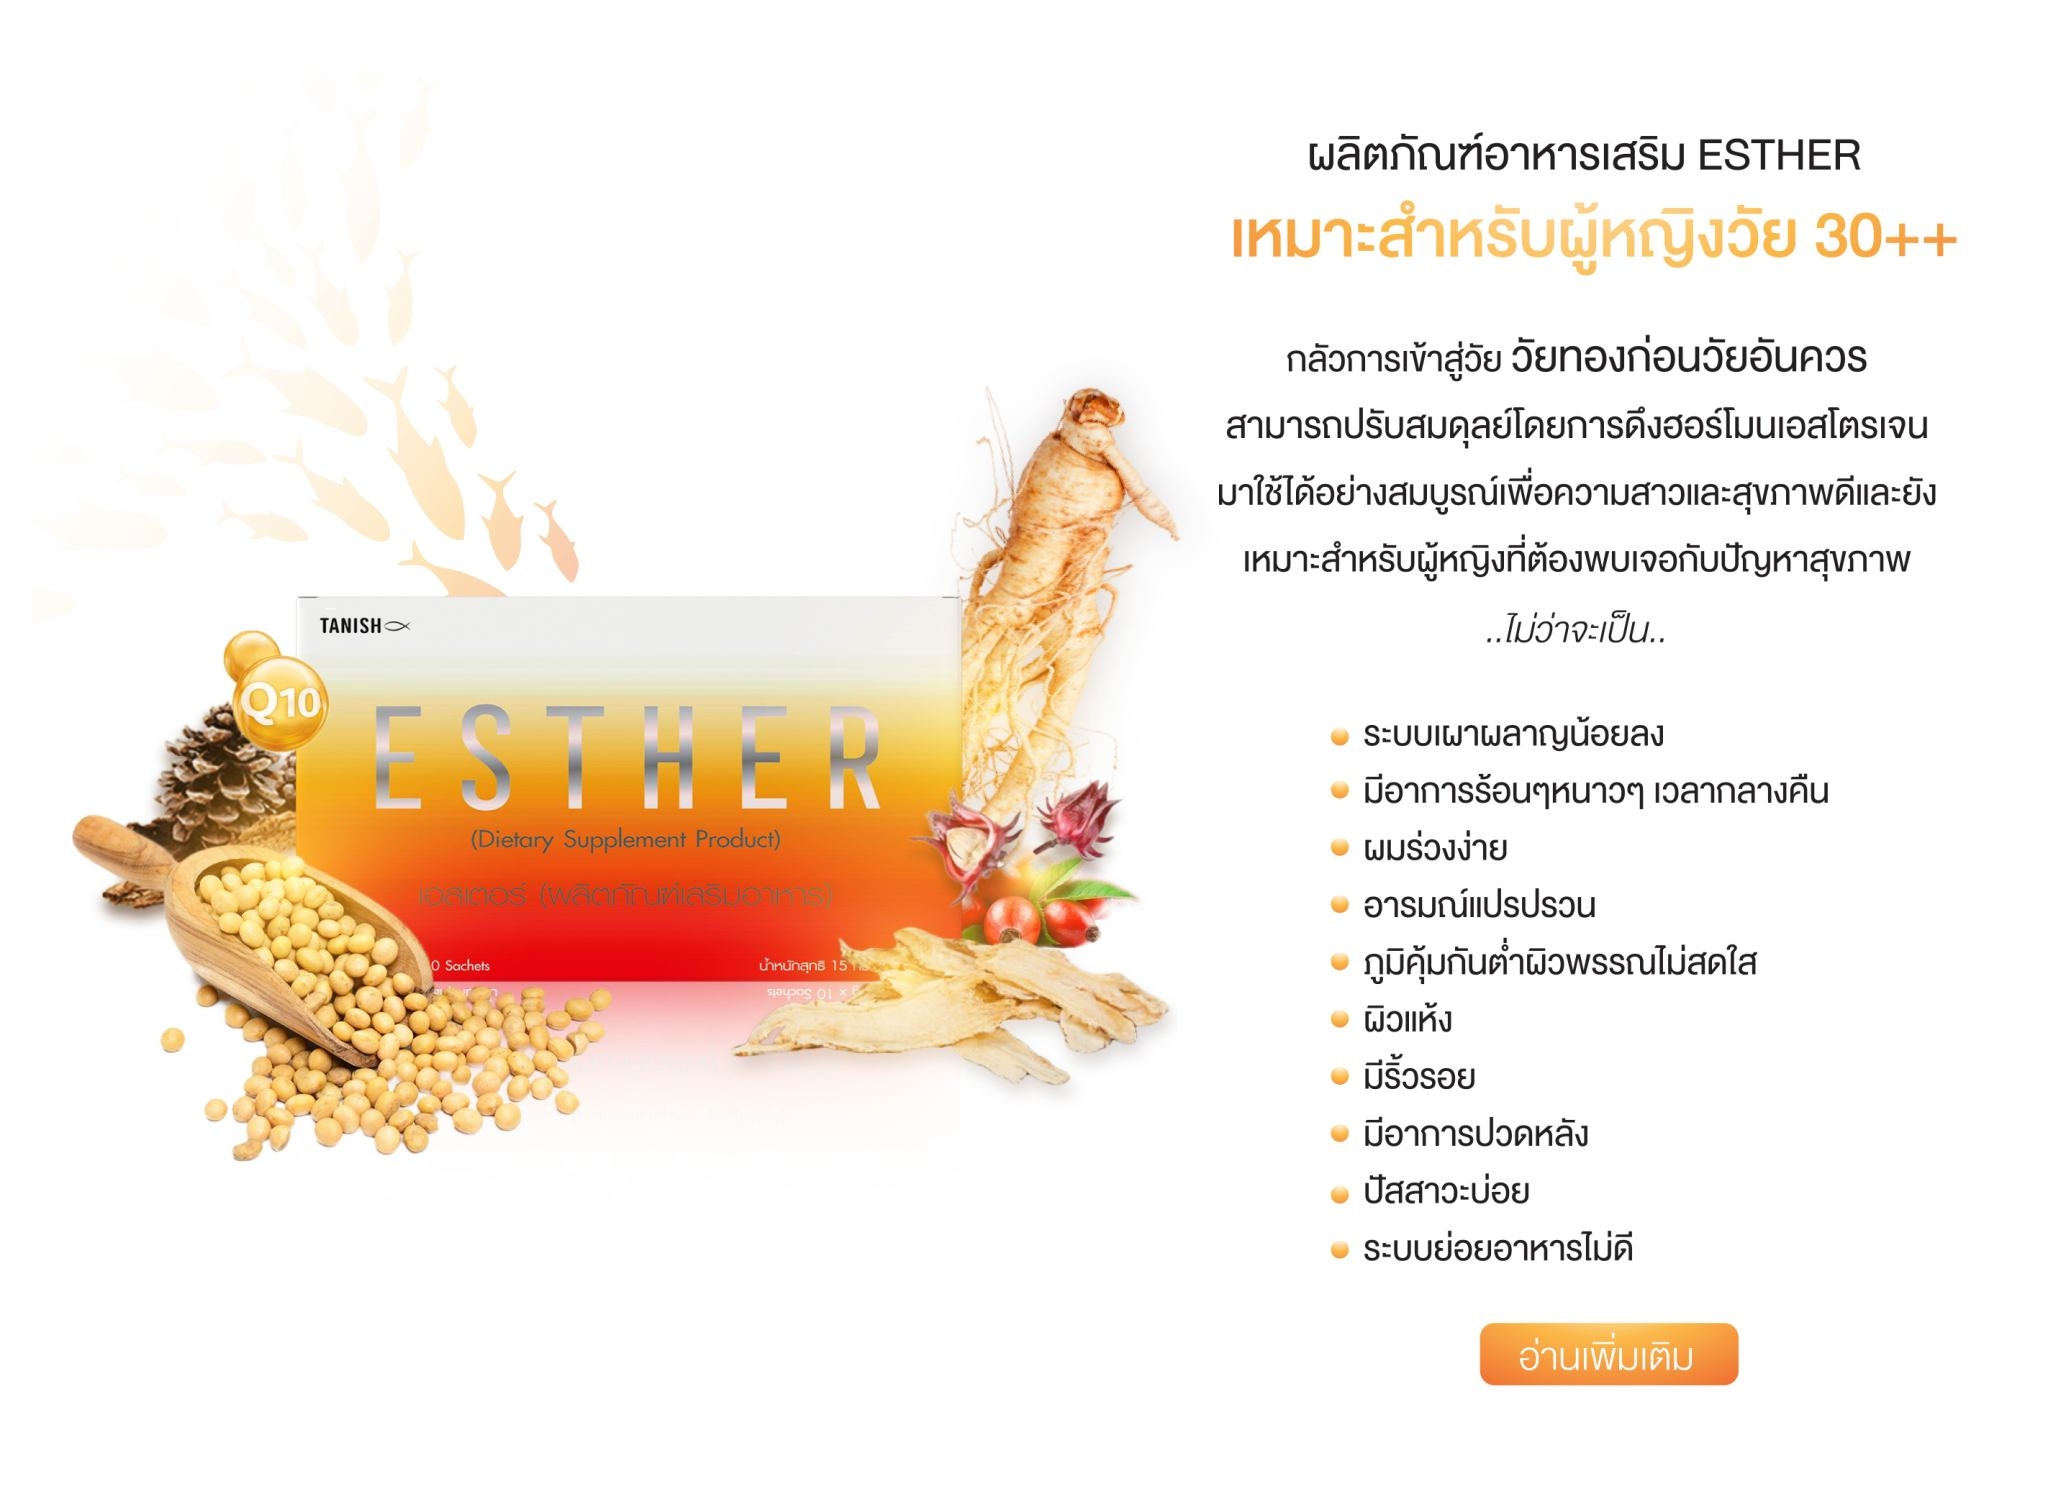 ผลิตภัณฑ์อาหารเสริม ESTHER
เหมาะสำหรับผู้หญิงวัย 30++
กลัวการเข้าสู่วัย วัยทองก่อนวัยอันควร
สามารถปรับสมดุลย์โดยการดึงฮอร์โมนเอสโตรเจน
มาใช้ได้อย่างสมบูรณ์เพื่อความสาวและสุขภาพดีและยัง
เหมาะสำหรับผู้หญิงที่ต้องพบเจอกับปัญหาสุขภาพ
..ไม่ว่าจะเป็น..
ระบบเผาผลาญน้อยลง
มีอาการร้อนๆหนาวๆ เวลากลางคืน
ผมร่วงง่าย
อารมณ์แปรปรวน
ภูมิคุ้มกันต่ำผิวพรรณไม่สดใส
ผิวแห้ง
มีริ้วรอย
มีอาการปวดหลัง
ปัสสาวะบ่อย
ระบบย่อยอาหารไม่ดี
อ่านเพิ่มเติม
TANISH
Q10
ESTHER
(Dietary Supplement Product)
เอสเตอร์ (ผลิตภัณฑ์เสริมอาหาร)
0 Sachets
น้ำหนักสุทธิ 15
x 10 Sachets